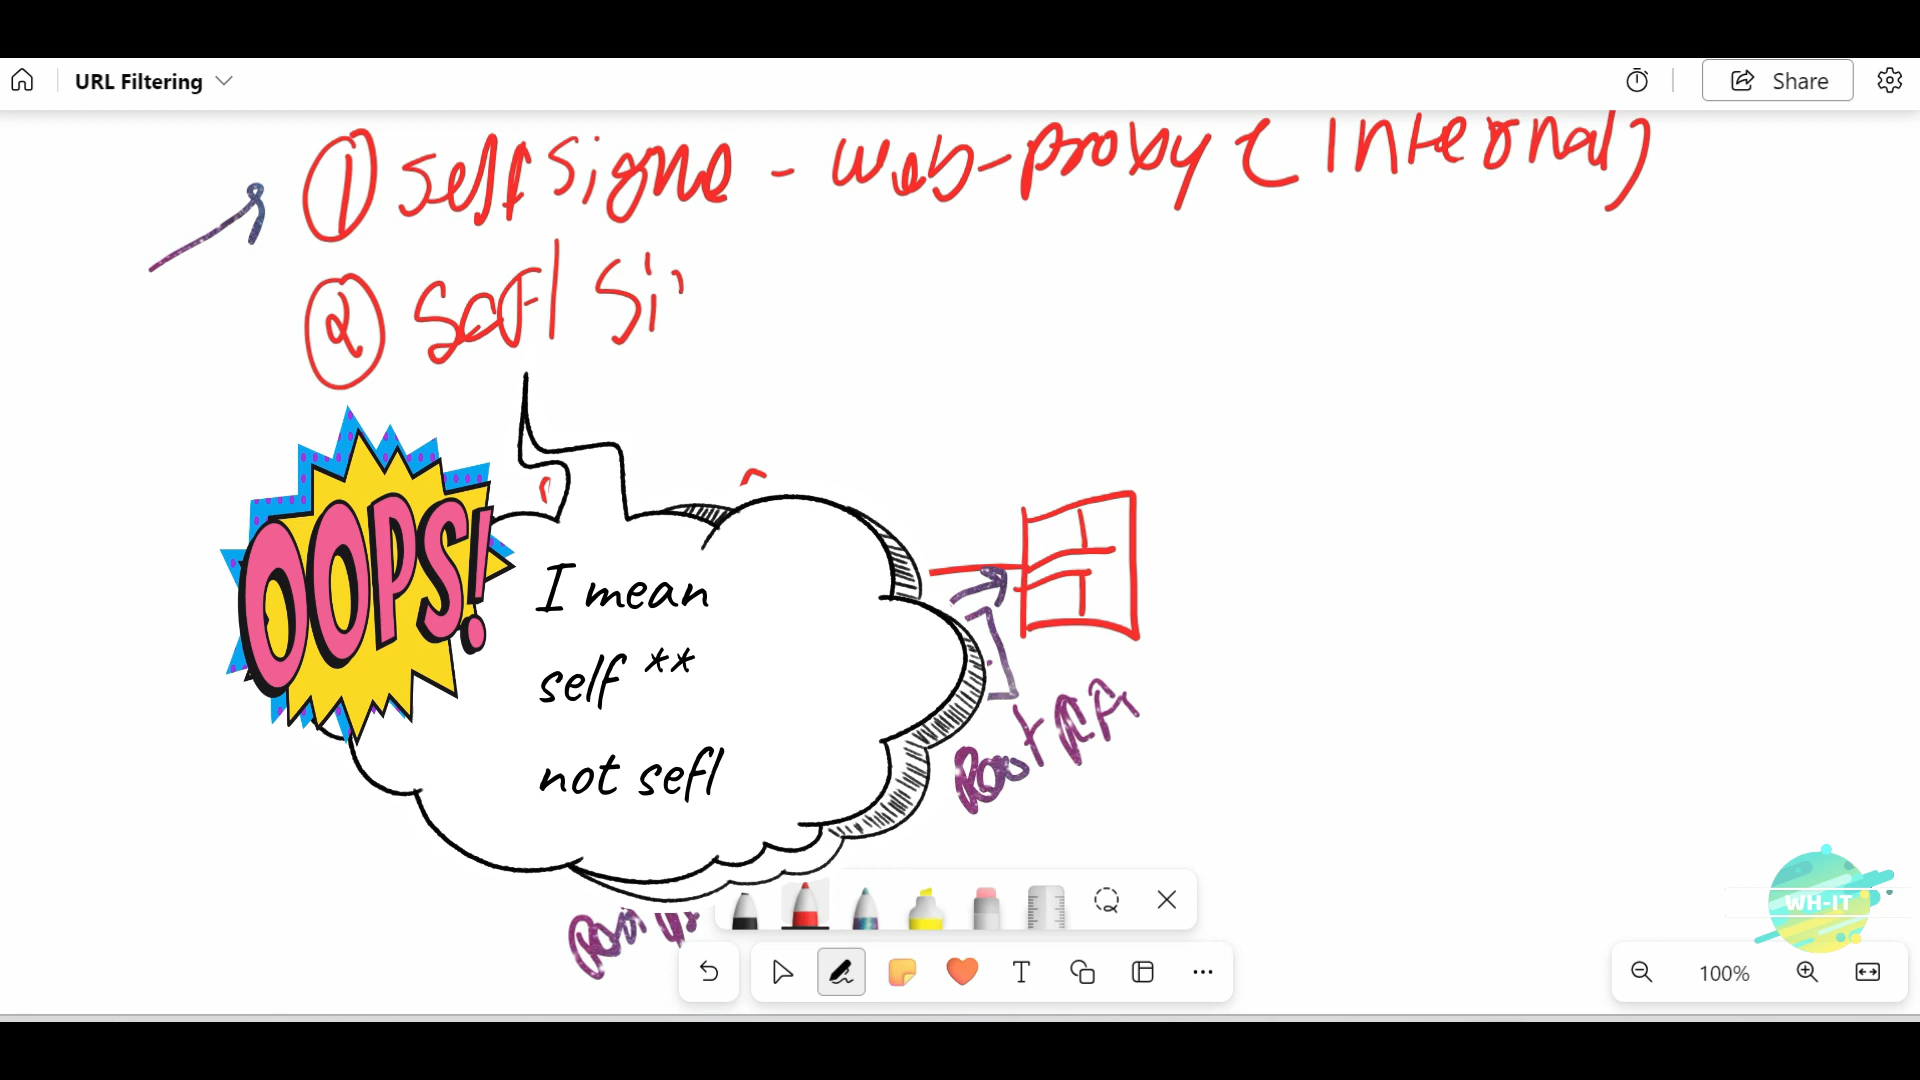 URL Filtering
Share
① self signe - web-proxy ( Internal )
② sefl Si
OOPS!
I mean
self **
not sefl
Root CA
WH-IT
100%